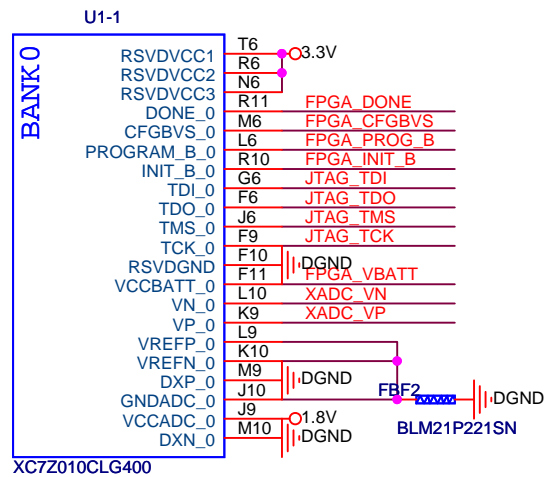 U1-1
BANK0
RSVDVCC1 T6 3.3V
RSVDVCC2 R6
RSVDVCC3 N6
DONE_0 R11 FPGA_DONE
CFGBVS_0 M6 FPGA_CFGBVS
PROGRAM_B_0 L6 FPGA_PROG_B
INIT_B_0 R10 FPGA_INIT_B
TDI_0 G6 JTAG_TDI
TDO_0 F6 JTAG_TDO
TMS_0 J6 JTAG_TMS
TCK_0 F9 JTAG_TCK
RSVDGND F10 DGND
VCCBATT_0 F11 FPGA_VBATT
VN_0 L10 XADC_VN
VP_0 K9 XADC_VP
VREFP_0 L9
VREFN_0 K10
DXP_0 M9 DGND
GNDADC_0 J10 FBF2 DGND
VCCADC_0 J9 1.8V BLM21P221SN
DXN_0 M10 DGND
XC7Z010CLG400